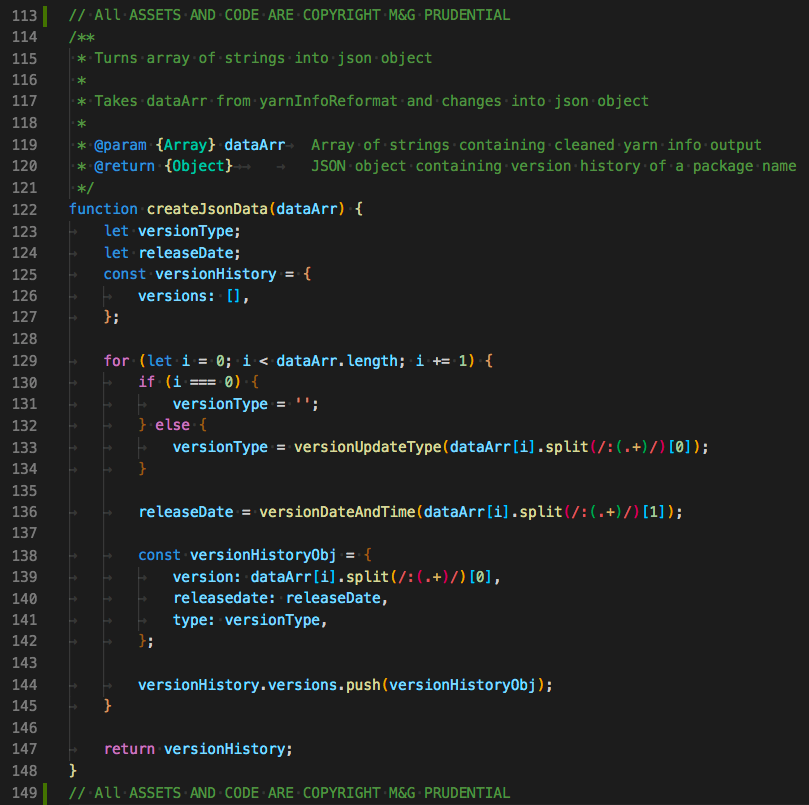 113 // All ASSETS AND CODE ARE COPYRIGHT M&G PRUDENTIAL
114 /**
115  * Turns array of strings into json object
116  *
117  * Takes dataArr from yarnInfoReformat and changes into json object
118  *
119  * @param {Array} dataArr  Array of strings containing cleaned yarn info output
120  * @return {Object}        JSON object containing version history of a package name
121  */
122 function createJsonData(dataArr) {
123     let versionType;
124     let releaseDate;
125     const versionHistory = {
126         versions: [],
127     };
128
129     for (let i = 0; i < dataArr.length; i += 1) {
130         if (i === 0) {
131             versionType = '';
132         } else {
133             versionType = versionUpdateType(dataArr[i].split(/:(.+)/)[0]);
134         }
135
136         releaseDate = versionDateAndTime(dataArr[i].split(/:(.+)/)[1]);
137
138         const versionHistoryObj = {
139             version: dataArr[i].split(/:(.+)/)[0],
140             releasedate: releaseDate,
141             type: versionType,
142         };
143
144         versionHistory.versions.push(versionHistoryObj);
145     }
146
147     return versionHistory;
148 }
149 // All ASSETS AND CODE ARE COPYRIGHT M&G PRUDENTIAL